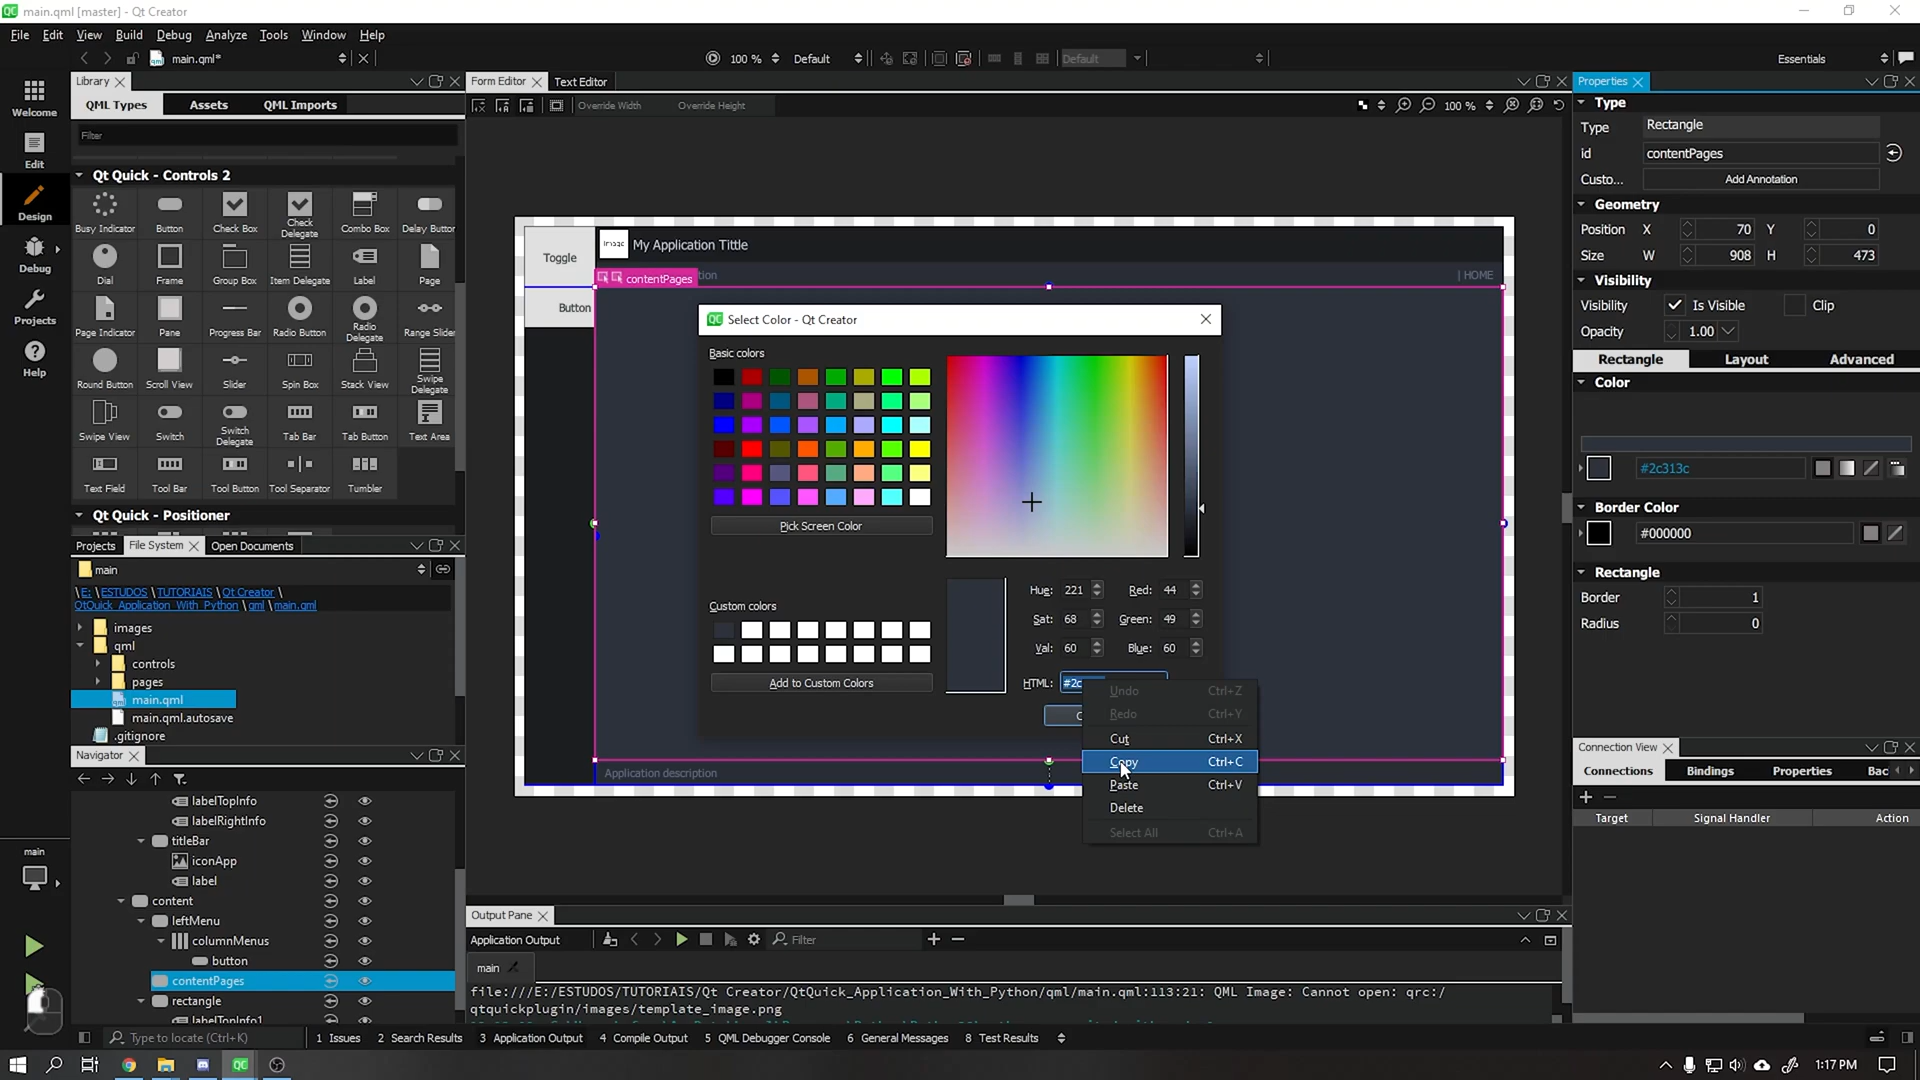 main.qml [master] - Qt Creator
File Edit View Build Debug Analyze Tools Window Help
main.qml* 100 % Default Default Essentials
Library Form Editor Text Editor Properties
QML Types Assets QML Imports
Override Width Override Height 100 %
Filter
Welcome
Edit
Design
Debug
Projects
Help
Qt Quick - Controls 2
Busy Indicator Button Check Box Check Delegate Combo Box Delay Button
Dial Frame Group Box Item Delegate Label Page
Page Indicator Pane Progress Bar Radio Button Radio Delegate Range Slider
Round Button Scroll View Slider Spin Box Stack View Swipe Delegate
Swipe View Switch Switch Delegate Tab Bar Tab Button Text Area
Text Field Tool Bar Tool Button Tool Separator Tumbler
Qt Quick - Positioner
Projects File System Open Documents
main
\E: \ESTUDOS \TUTORIAIS \Qt Creator \
QtQuick_Application_With_Python \qml \main.qml
images
qml
controls
pages
main.qml
main.qml.autosave
.gitignore
Navigator
labelTopInfo
labelRightInfo
titleBar
iconApp
label
content
leftMenu
columnMenus
button
contentPages
rectangle
labelTopInfo1
main
Toggle
Button
image My Application Tittle
contentPages tion | HOME
Application description
Select Color - Qt Creator
Basic colors
Pick Screen Color
Custom colors
Add to Custom Colors
Hue: 221 Red: 44
Sat: 68 Green: 49
Val: 60 Blue: 60
HTML: #2c
Undo Ctrl+Z
Redo Ctrl+Y
Cut Ctrl+X
Copy Ctrl+C
Paste Ctrl+V
Delete
Select All Ctrl+A
Type
Type Rectangle
id contentPages
Custo... Add Annotation
Geometry
Position X 70 Y 0
Size W 908 H 473
Visibility
Visibility Is Visible Clip
Opacity 1.00
Rectangle Layout Advanced
Color
#2c313c
Border Color
#000000
Rectangle
Border 1
Radius 0
Connection View
Connections Bindings Properties Bac
Target Signal Handler Action
Output Pane
Application Output Filter
main
file:///E:/ESTUDOS/TUTORIAIS/Qt Creator/QtQuick_Application_With_Python/qml/main.qml:113:21: QML Image: Cannot open: qrc:/
qtquickplugin/images/template_image.png
Type to locate (Ctrl+K) 1 Issues 2 Search Results 3 Application Output 4 Compile Output 5 QML Debugger Console 6 General Messages 8 Test Results
1:17 PM